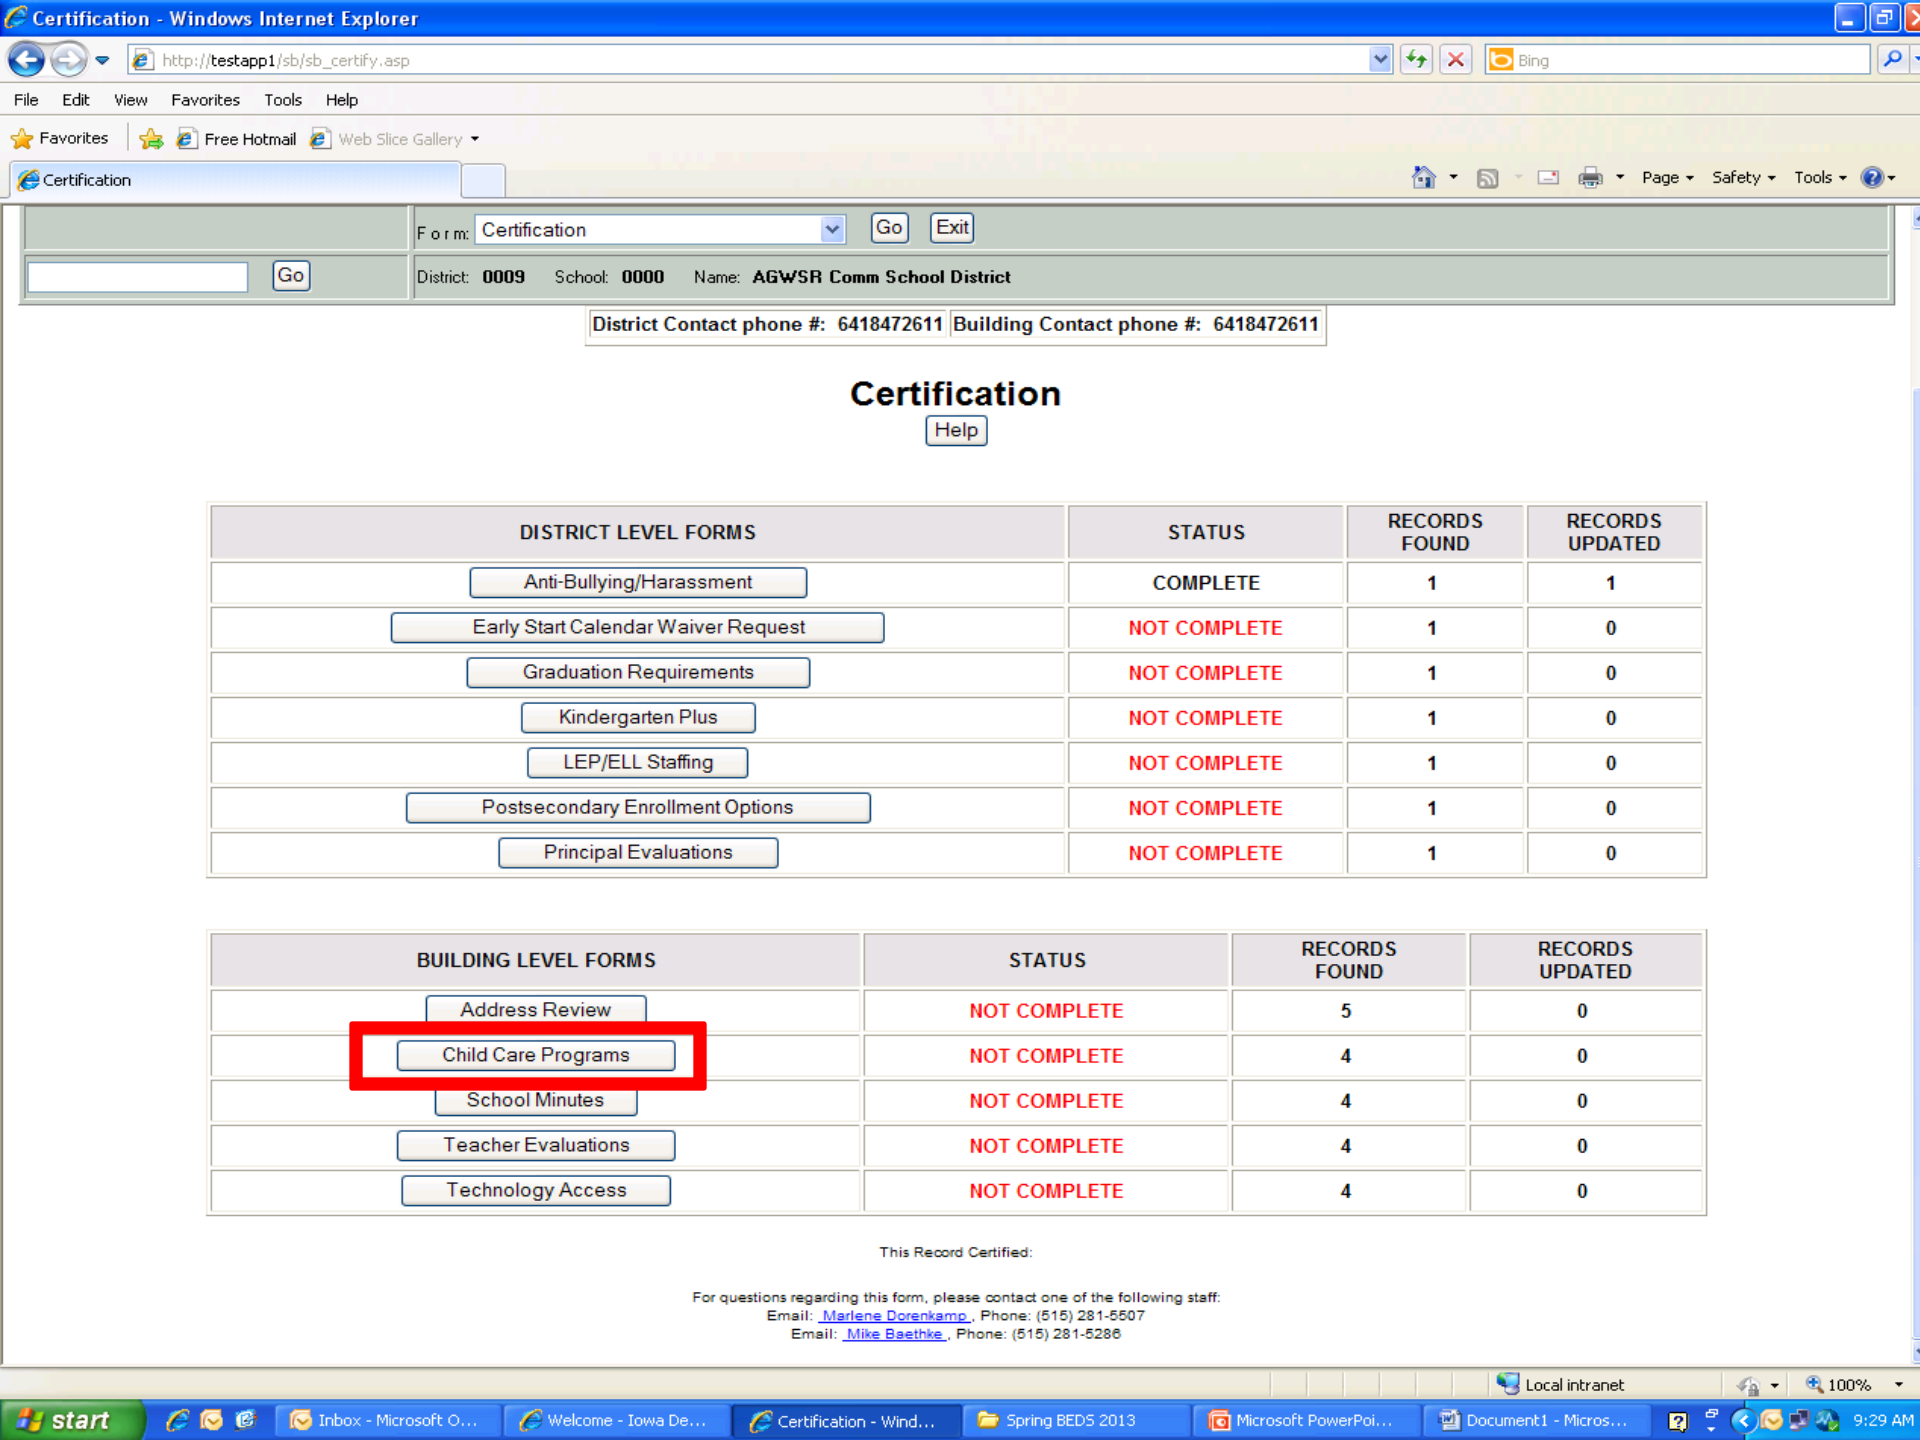 Certification - Windows Internet Explorer
http://testapp1/sb/sb_certify.asp
Bing
File Edit View Favorites Tools Help
Favorites Free Hotmail Web Slice Gallery
Certification
Page Safety Tools
Form: Certification Go Exit
Go District: 0009 School: 0000 Name: AGWSR Comm School District
District Contact phone #: 6418472611 Building Contact phone #: 6418472611
Certification
Help
DISTRICT LEVEL FORMS STATUS RECORDS FOUND RECORDS UPDATED
Anti-Bullying/Harassment COMPLETE 1 1
Early Start Calendar Waiver Request NOT COMPLETE 1 0
Graduation Requirements NOT COMPLETE 1 0
Kindergarten Plus NOT COMPLETE 1 0
LEP/ELL Staffing NOT COMPLETE 1 0
Postsecondary Enrollment Options NOT COMPLETE 1 0
Principal Evaluations NOT COMPLETE 1 0
BUILDING LEVEL FORMS STATUS RECORDS FOUND RECORDS UPDATED
Address Review NOT COMPLETE 5 0
Child Care Programs NOT COMPLETE 4 0
School Minutes NOT COMPLETE 4 0
Teacher Evaluations NOT COMPLETE 4 0
Technology Access NOT COMPLETE 4 0
This Record Certified:
For questions regarding this form, please contact one of the following staff:
Email: Marlene Dorenkamp , Phone: (515) 281-5507
Email: Mike Baethke , Phone: (515) 281-5286
Local intranet 100%
start Inbox - Microsoft O... Welcome - Iowa De... Certification - Wind... Spring BEDS 2013 Microsoft PowerPoi... Document1 - Micros... 9:29 AM